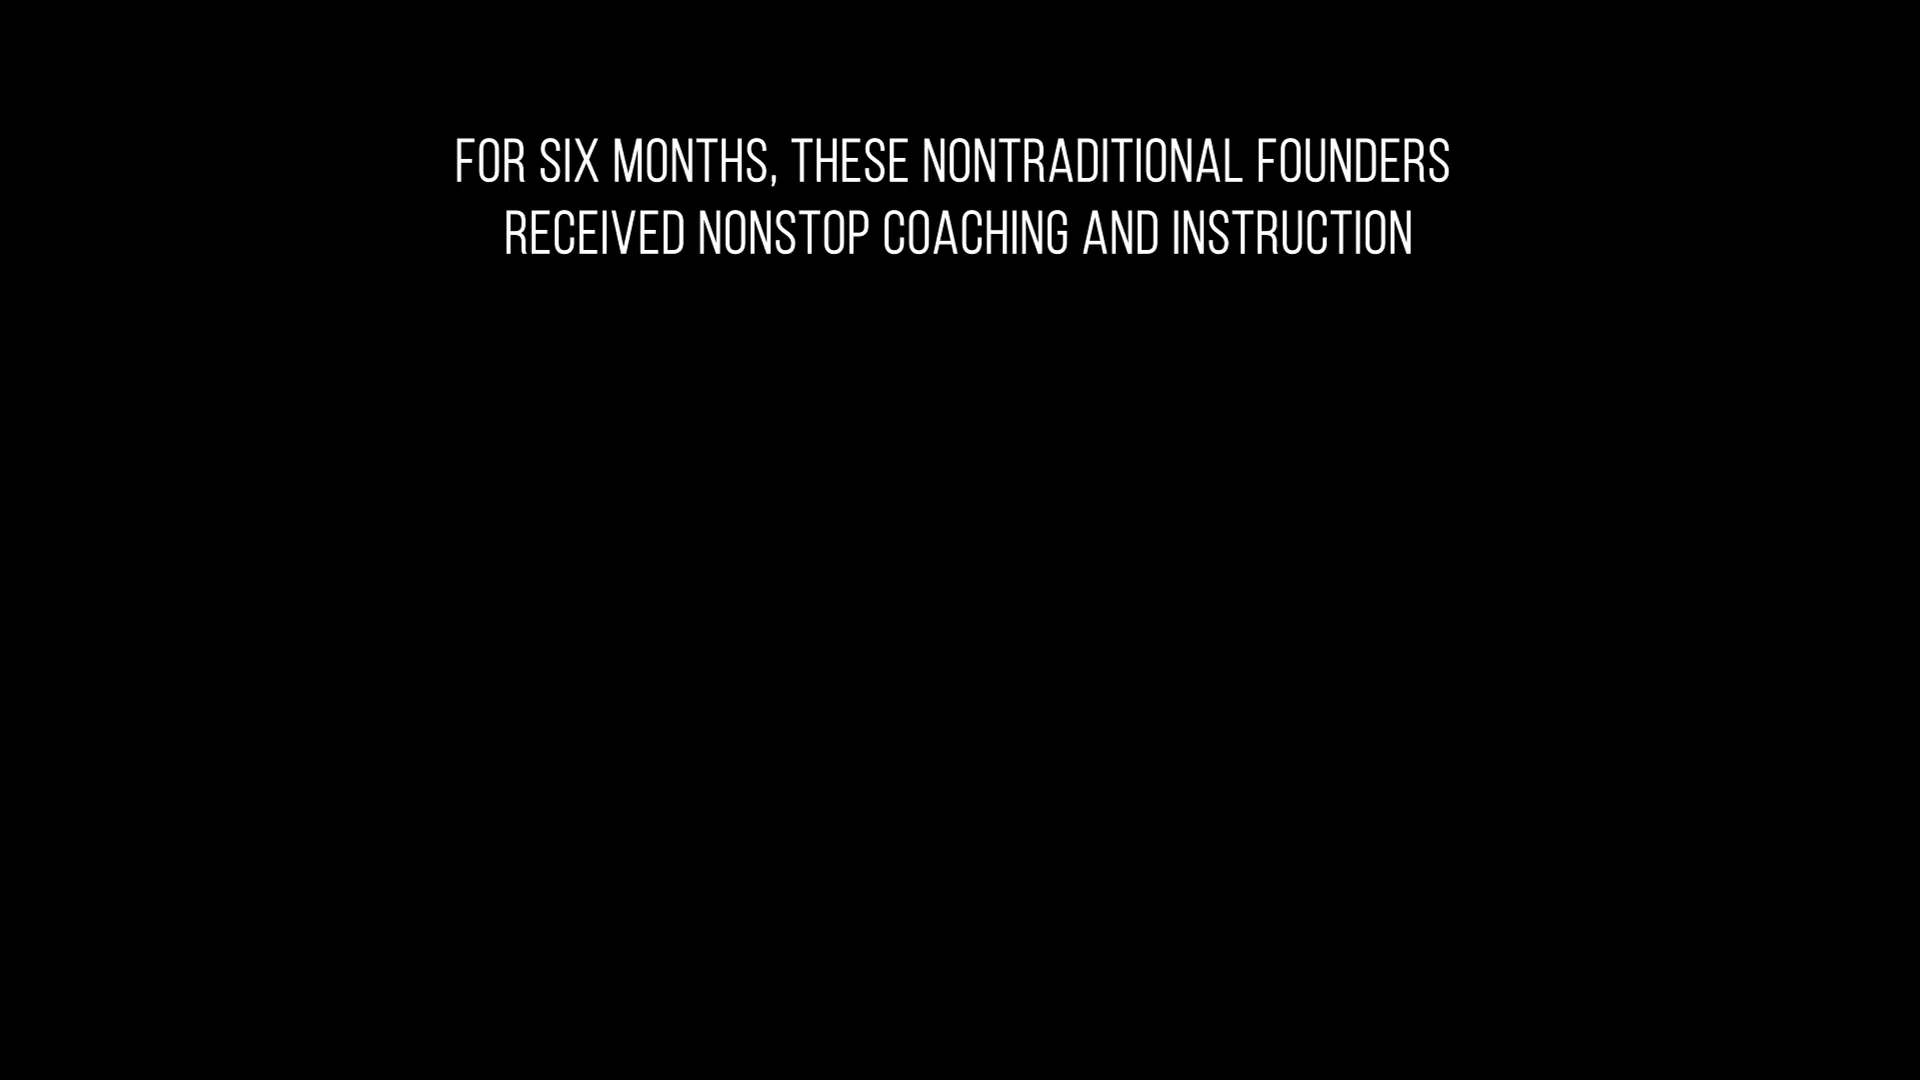 FOR SIX MONTHS, THESE NONTRADITIONAL FOUNDERS
RECEIVED NONSTOP COACHING AND INSTRUCTION